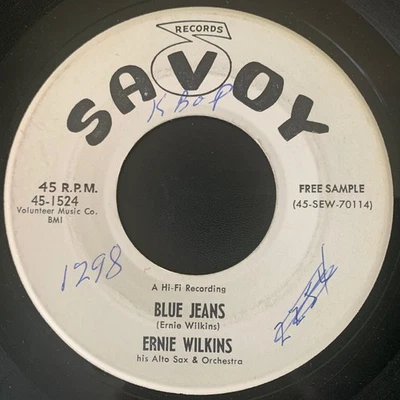 RECORDS
SAVOY
K BOP
45 R.P.M.
45-1524
Volunteer Music Co.
BMI
FREE SAMPLE
(45-SEW-70114)
1298
A Hi-Fi Recording
BLUE JEANS
(Ernie Wilkins)
ERNIE WILKINS
his Alto Sax & Orchestra